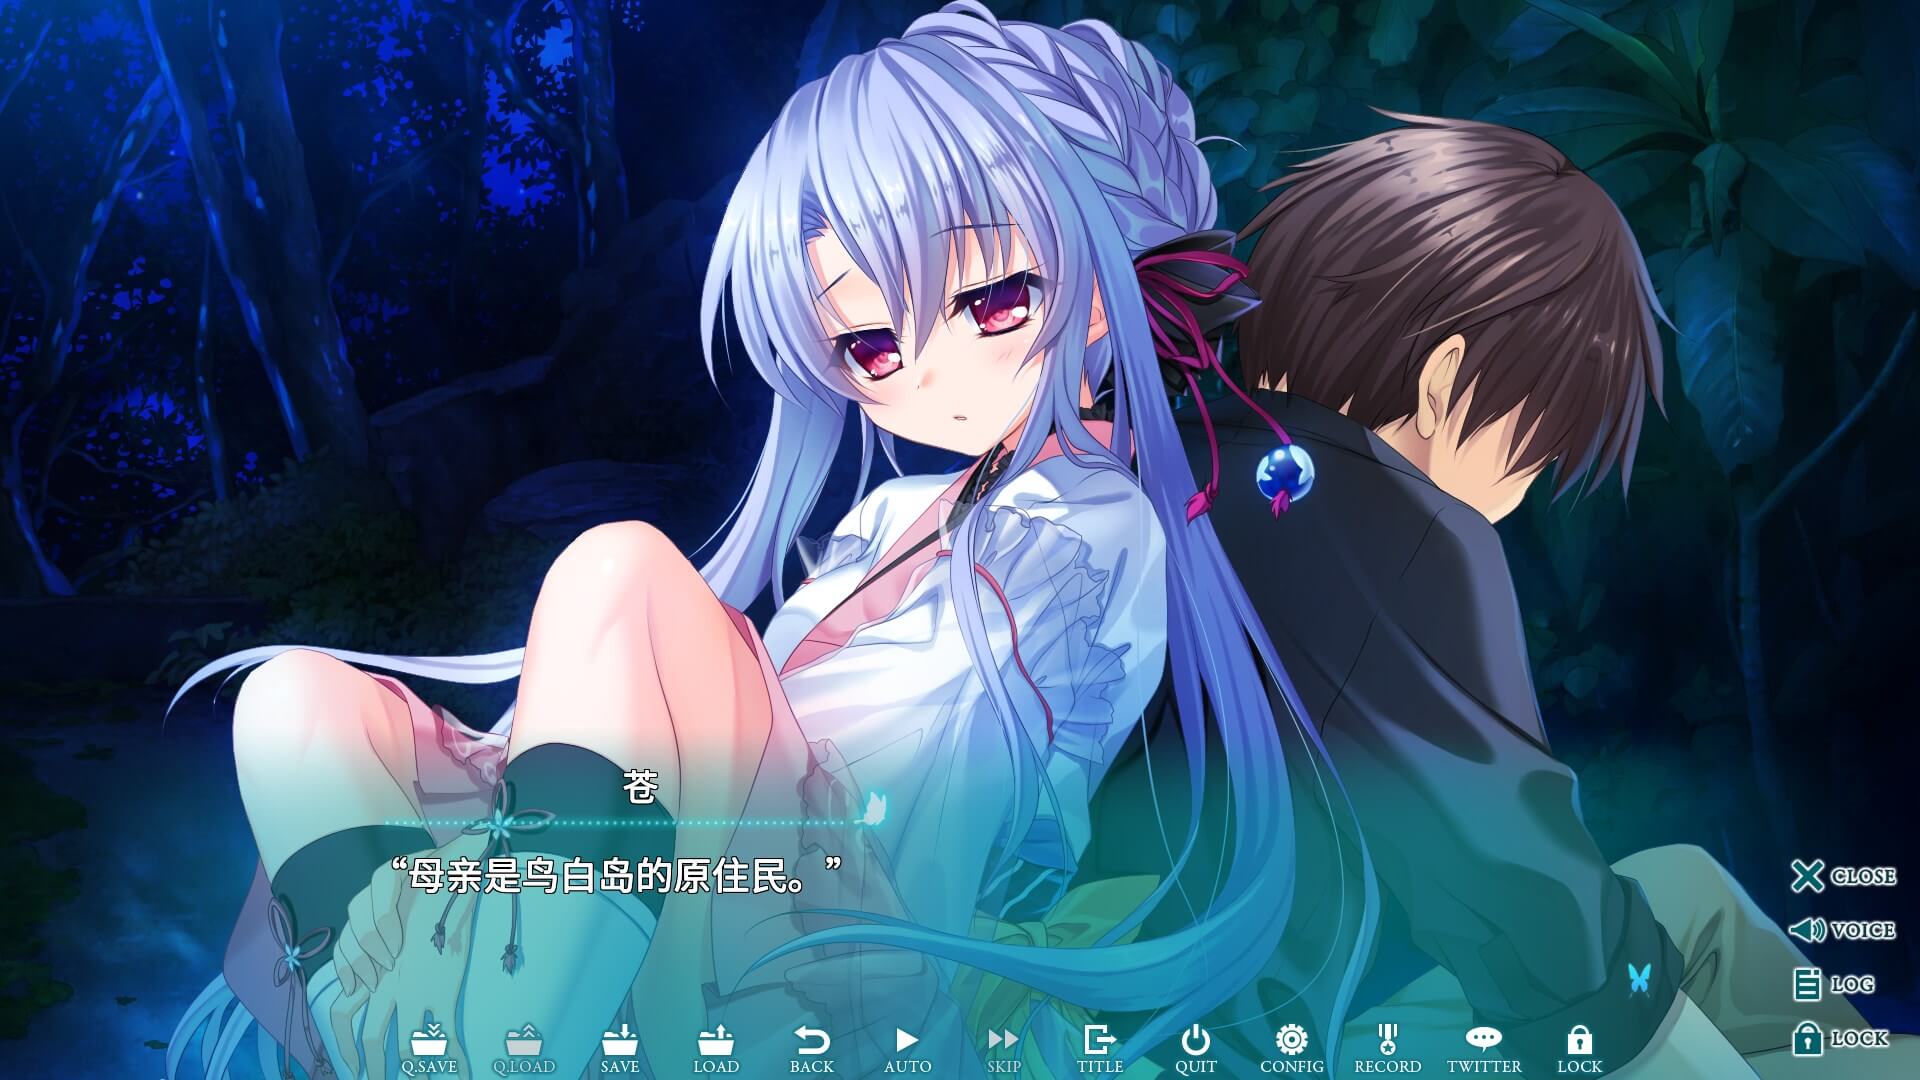 苍
“母亲是鸟白岛的原住民。”
CLOSE
VOICE
LOG
LOCK
Q.SAVE
Q.LOAD
SAVE
LOAD
BACK
AUTO
SKIP
TITLE
QUIT
CONFIG
RECORD
TWITTER
LOCK